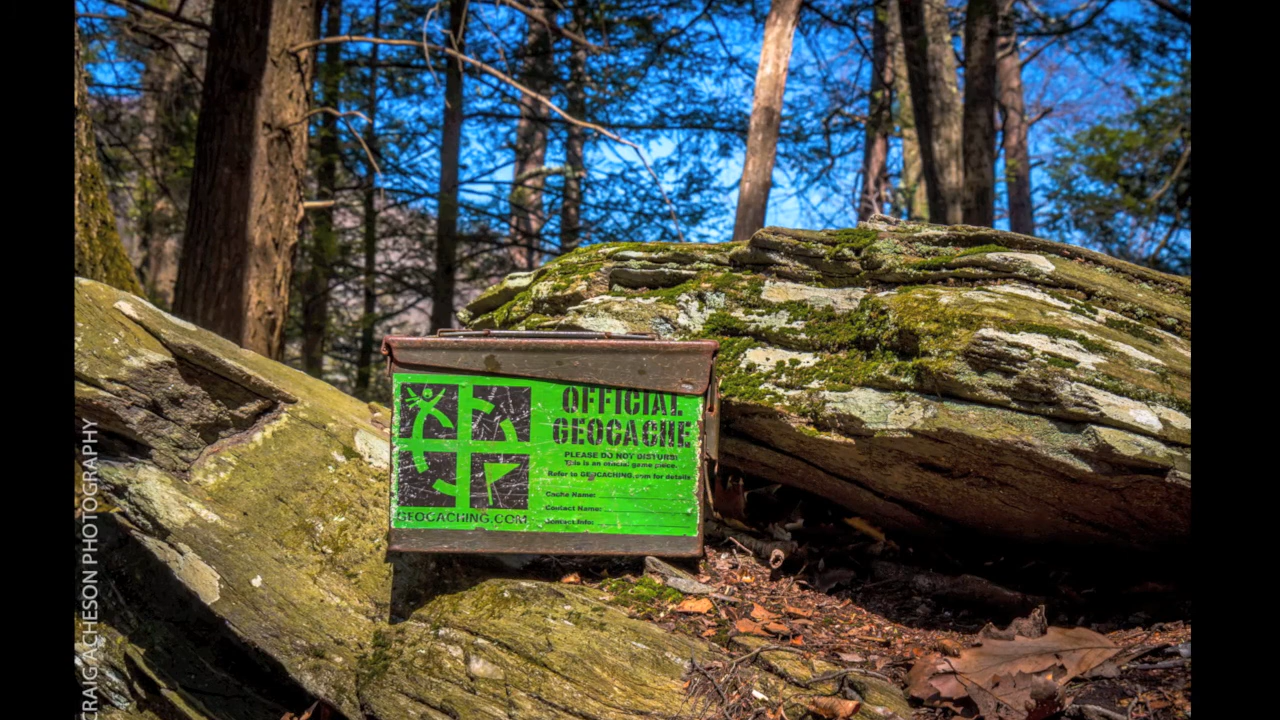 OFFICIAL
GEOCACHE
PLEASE DO NOT DISTURB!
This is an official game piece.
Refer to GEOCACHING.com for details
Cache Name:
Contact Name:
Contact Info:
GEOCACHING.COM
CRAIG ACHESON PHOTOGRAPHY